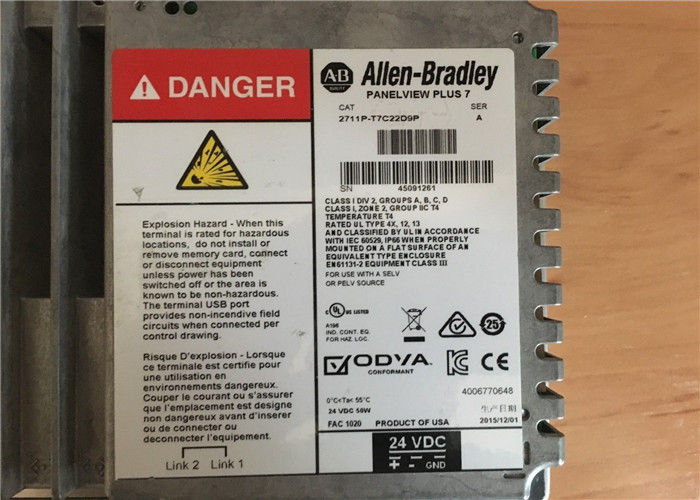 DANGER
Explosion Hazard - When this
terminal is rated for hazardous
locations, do not install or
remove memory card, connect
or disconnect equipment
unless power has been
switched off or the area is
known to be non-hazardous.
The terminal USB port
provides non-incendive field
circuits when connected per
control drawing.
Risque D'explosion - Lorsque
ce terminale est certifie pour
une utilisation en
environnements dangereux.
Couper le courant ou s'assurer
que l'emplacement est designe
non dangereux avant d'inserer
ou de connecter ou
deconnecter l'equipement.
Link 2 Link 1
A-B
QUALITY
Allen-Bradley
PANELVIEW PLUS 7
CAT SER
2711P-T7C22D9P A
SN 45091261
CLASS I DIV 2, GROUPS A, B, C, D
CLASS I, ZONE 2, GROUP IIC T4
TEMPERATURE T4
RATED UL TYPE 4X, 12, 13
AND CLASSIFIED BY UL IN ACCORDANCE
WITH IEC 60529, IP66 WHEN PROPERLY
MOUNTED ON A FLAT SURFACE OF AN
EQUIVALENT TYPE ENCLOSURE
EN61131-2 EQUIPMENT CLASS III
FOR USE WITH A SELV
OR PELV SOURCE
c UL US LISTED
A196
IND. CONT. EQ.
FOR HAZ. LOC.
25
ODVA
CONFORMANT
CE
4006770648
0°C<Ta< 55°C
24 VDC 50W
生产日期
2015/12/01
FAC 1020 PRODUCT OF USA
24 VDC
+ - GND